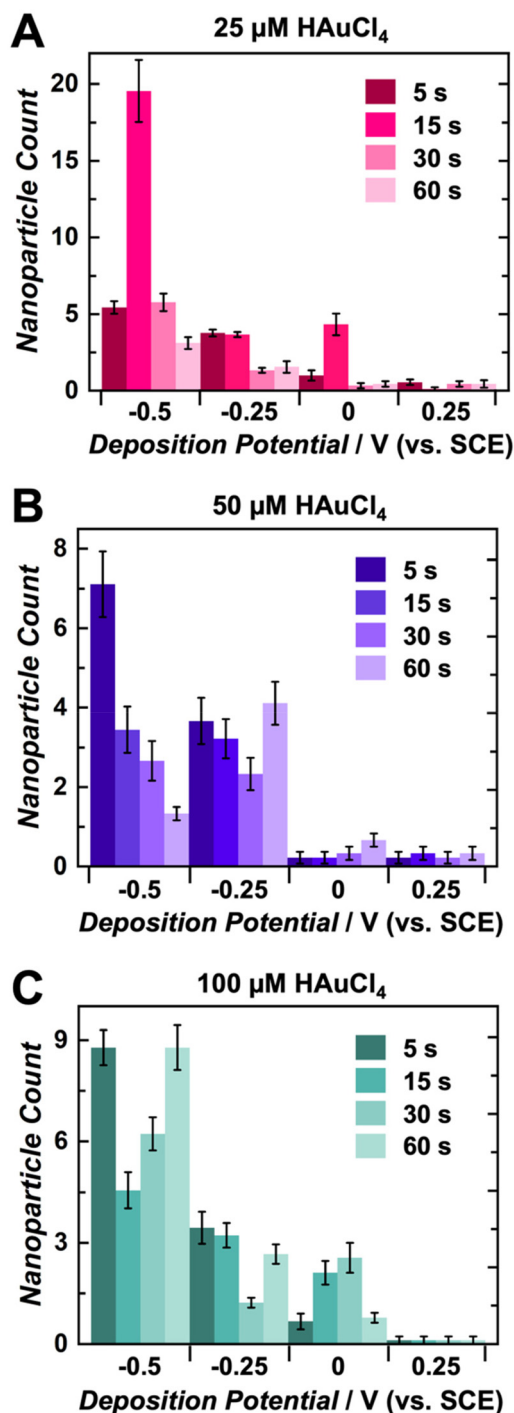 A
25 µM HAuCl₄
Nanoparticle Count
20
15
10
5
0
5 s
15 s
30 s
60 s
-0.5 -0.25 0 0.25
Deposition Potential / V (vs. SCE)
B
50 µM HAuCl₄
Nanoparticle Count
8
6
4
2
0
5 s
15 s
30 s
60 s
-0.5 -0.25 0 0.25
Deposition Potential / V (vs. SCE)
C
100 µM HAuCl₄
Nanoparticle Count
9
6
3
0
5 s
15 s
30 s
60 s
-0.5 -0.25 0 0.25
Deposition Potential / V (vs. SCE)